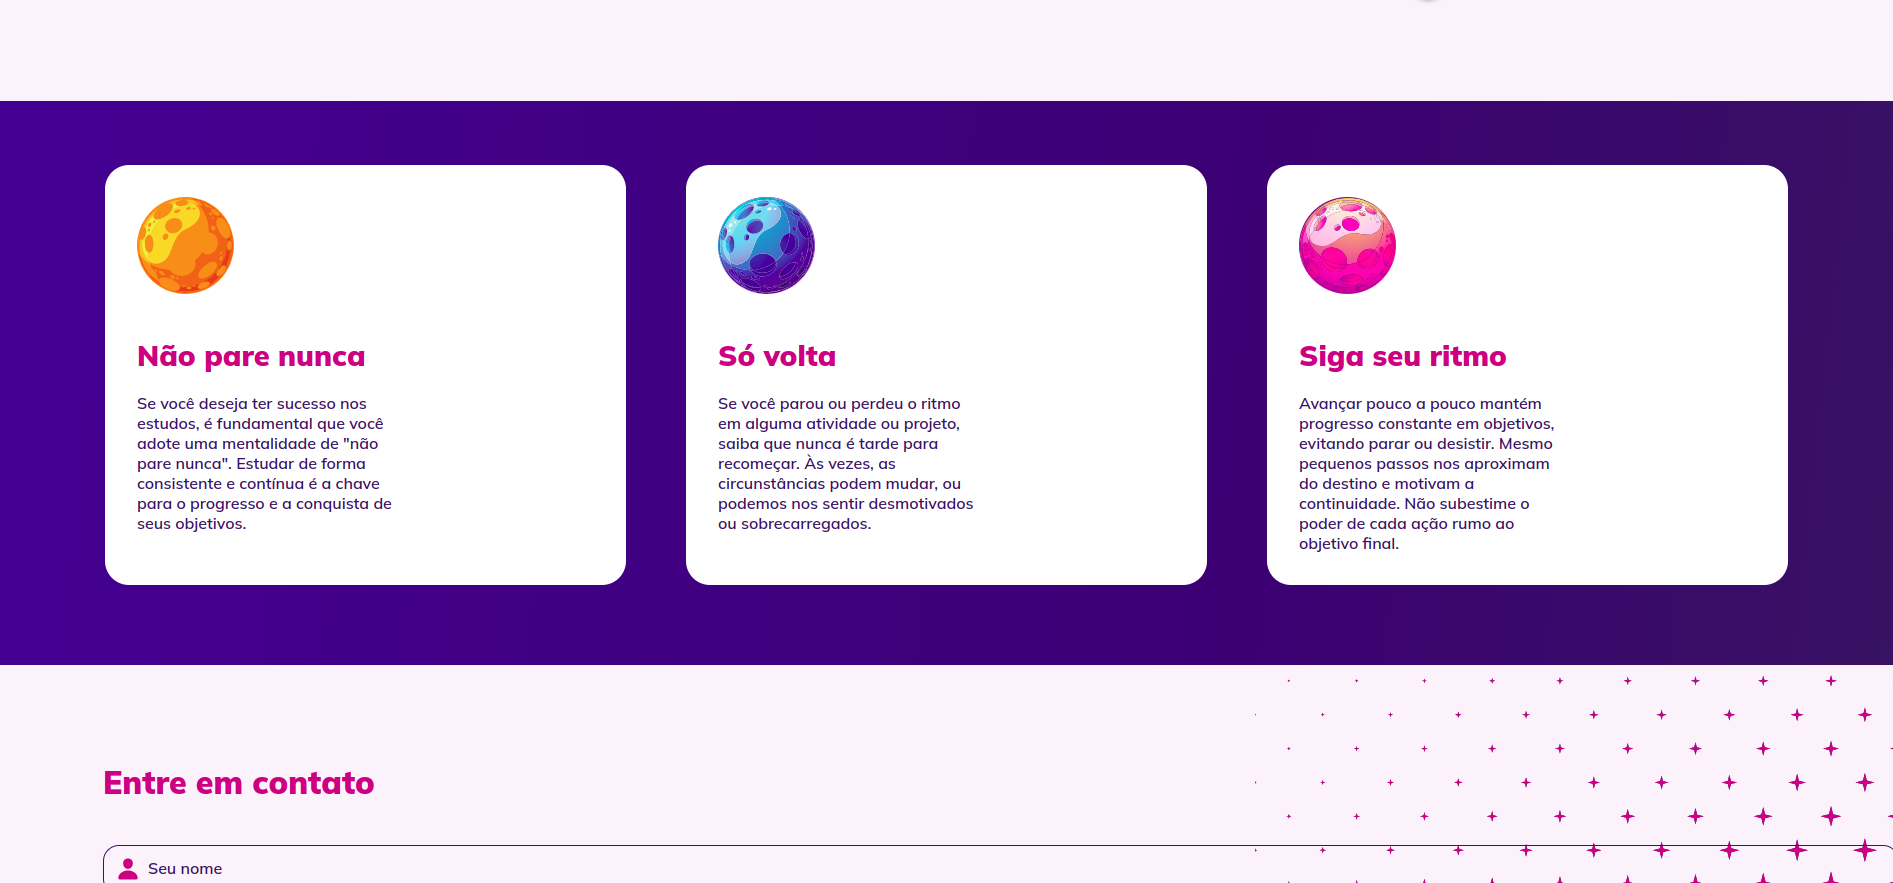 Não pare nunca
Se você deseja ter sucesso nos
estudos, é fundamental que você
adote uma mentalidade de "não
pare nunca". Estudar de forma
consistente e contínua é a chave
para o progresso e a conquista de
seus objetivos.
Só volta
Se você parou ou perdeu o ritmo
em alguma atividade ou projeto,
saiba que nunca é tarde para
recomeçar. Às vezes, as
circunstâncias podem mudar, ou
podemos nos sentir desmotivados
ou sobrecarregados.
Siga seu ritmo
Avançar pouco a pouco mantém
progresso constante em objetivos,
evitando parar ou desistir. Mesmo
pequenos passos nos aproximam
do destino e motivam a
continuidade. Não subestime o
poder de cada ação rumo ao
objetivo final.
Entre em contato
Seu nome